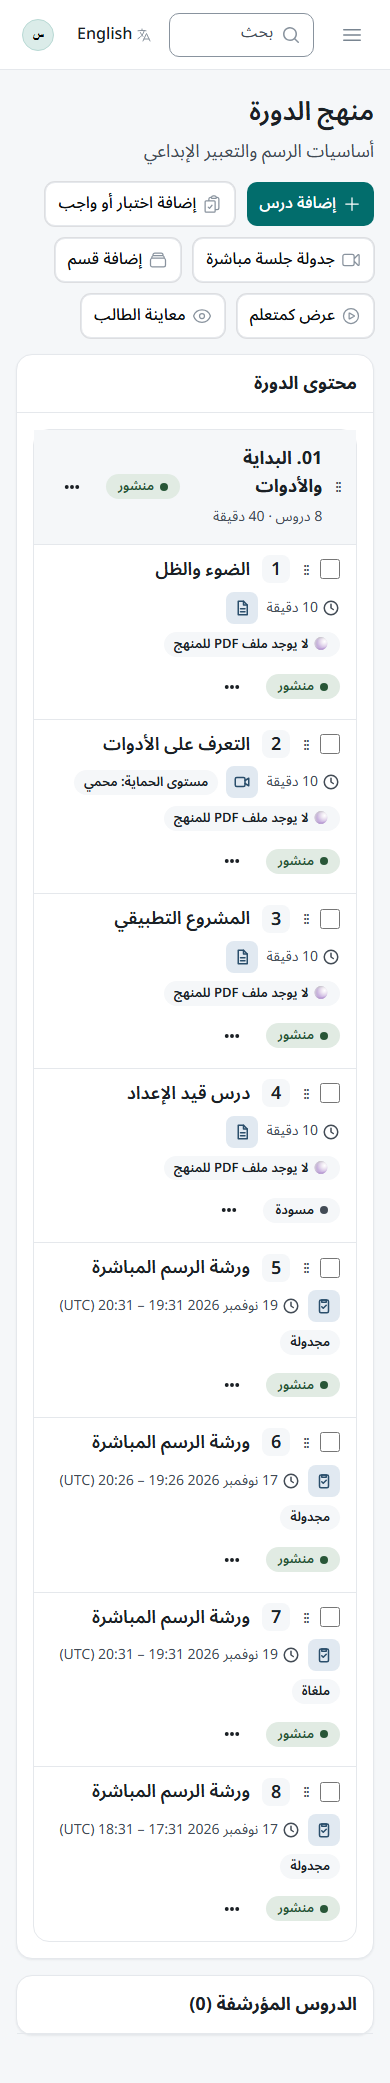 بحث
English
س
منهج الدورة
أساسيات الرسم والتعبير الإبداعي
إضافة درس
إضافة اختبار أو واجب
جدولة جلسة مباشرة
إضافة قسم
عرض كمتعلم
معاينة الطالب
محتوى الدورة
01. البداية والأدوات
8 دروس · 40 دقيقة
منشور
1 الضوء والظل
10 دقيقة
لا يوجد ملف PDF للمنهج
منشور
2 التعرف على الأدوات
10 دقيقة
مستوى الحماية: محمي
لا يوجد ملف PDF للمنهج
منشور
3 المشروع التطبيقي
10 دقيقة
لا يوجد ملف PDF للمنهج
منشور
4 درس قيد الإعداد
10 دقيقة
لا يوجد ملف PDF للمنهج
مسودة
5 ورشة الرسم المباشرة
19 نوفمبر 2026 19:31 – 20:31 (UTC)
مجدولة
منشور
6 ورشة الرسم المباشرة
17 نوفمبر 2026 19:26 – 20:26 (UTC)
مجدولة
منشور
7 ورشة الرسم المباشرة
19 نوفمبر 2026 19:31 – 20:31 (UTC)
ملغاة
منشور
8 ورشة الرسم المباشرة
17 نوفمبر 2026 17:31 – 18:31 (UTC)
مجدولة
منشور
الدروس المؤرشفة (0)